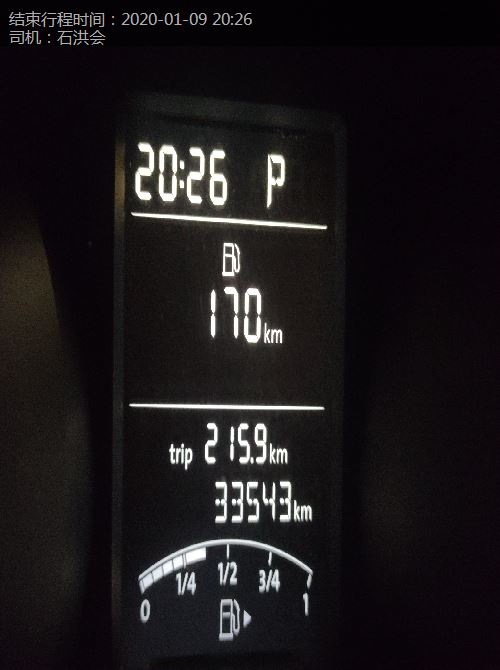 结束行程时间：2020-01-09 20:26
司机：石洪会
20:26 P
170km
trip 215.9km
33543km
0 1/4 1/2 3/4 1